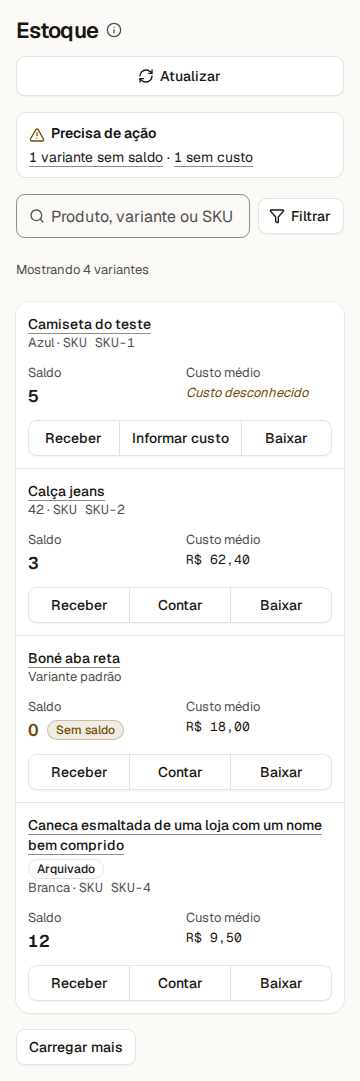 Estoque
Atualizar
Precisa de ação
1 variante sem saldo · 1 sem custo
Produto, variante ou SKU
Filtrar
Mostrando 4 variantes
Camiseta do teste
Azul · SKU SKU-1
Saldo
Custo médio
5
Custo desconhecido
Receber
Informar custo
Baixar
Calça jeans
42 · SKU SKU-2
Saldo
Custo médio
3
R$ 62,40
Receber
Contar
Baixar
Boné aba reta
Variante padrão
Saldo
Custo médio
0
Sem saldo
R$ 18,00
Receber
Contar
Baixar
Caneca esmaltada de uma loja com um nome
bem comprido
Arquivado
Branca · SKU SKU-4
Saldo
Custo médio
12
R$ 9,50
Receber
Contar
Baixar
Carregar mais